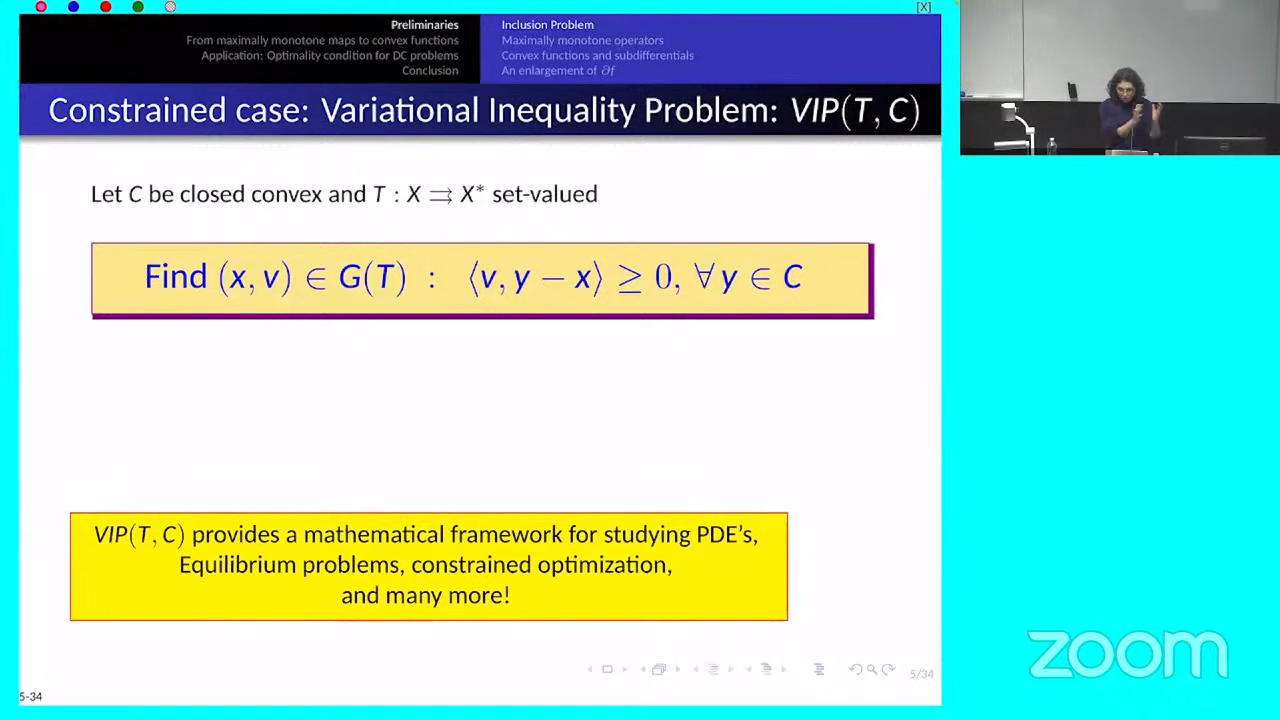 [X]
Preliminaries
From maximally monotone maps to convex functions
Application: Optimality condition for DC problems
Conclusion
Inclusion Problem
Maximally monotone operators
Convex functions and subdifferentials
An enlargement of ∂f
Constrained case: Variational Inequality Problem: VIP(T, C)
Let C be closed convex and T : X ⇉ X* set-valued
Find (x, v) ∈ G(T) : ⟨v, y − x⟩ ≥ 0, ∀ y ∈ C
VIP(T, C) provides a mathematical framework for studying PDE's,
Equilibrium problems, constrained optimization,
and many more!
5/34
5-34
zoom